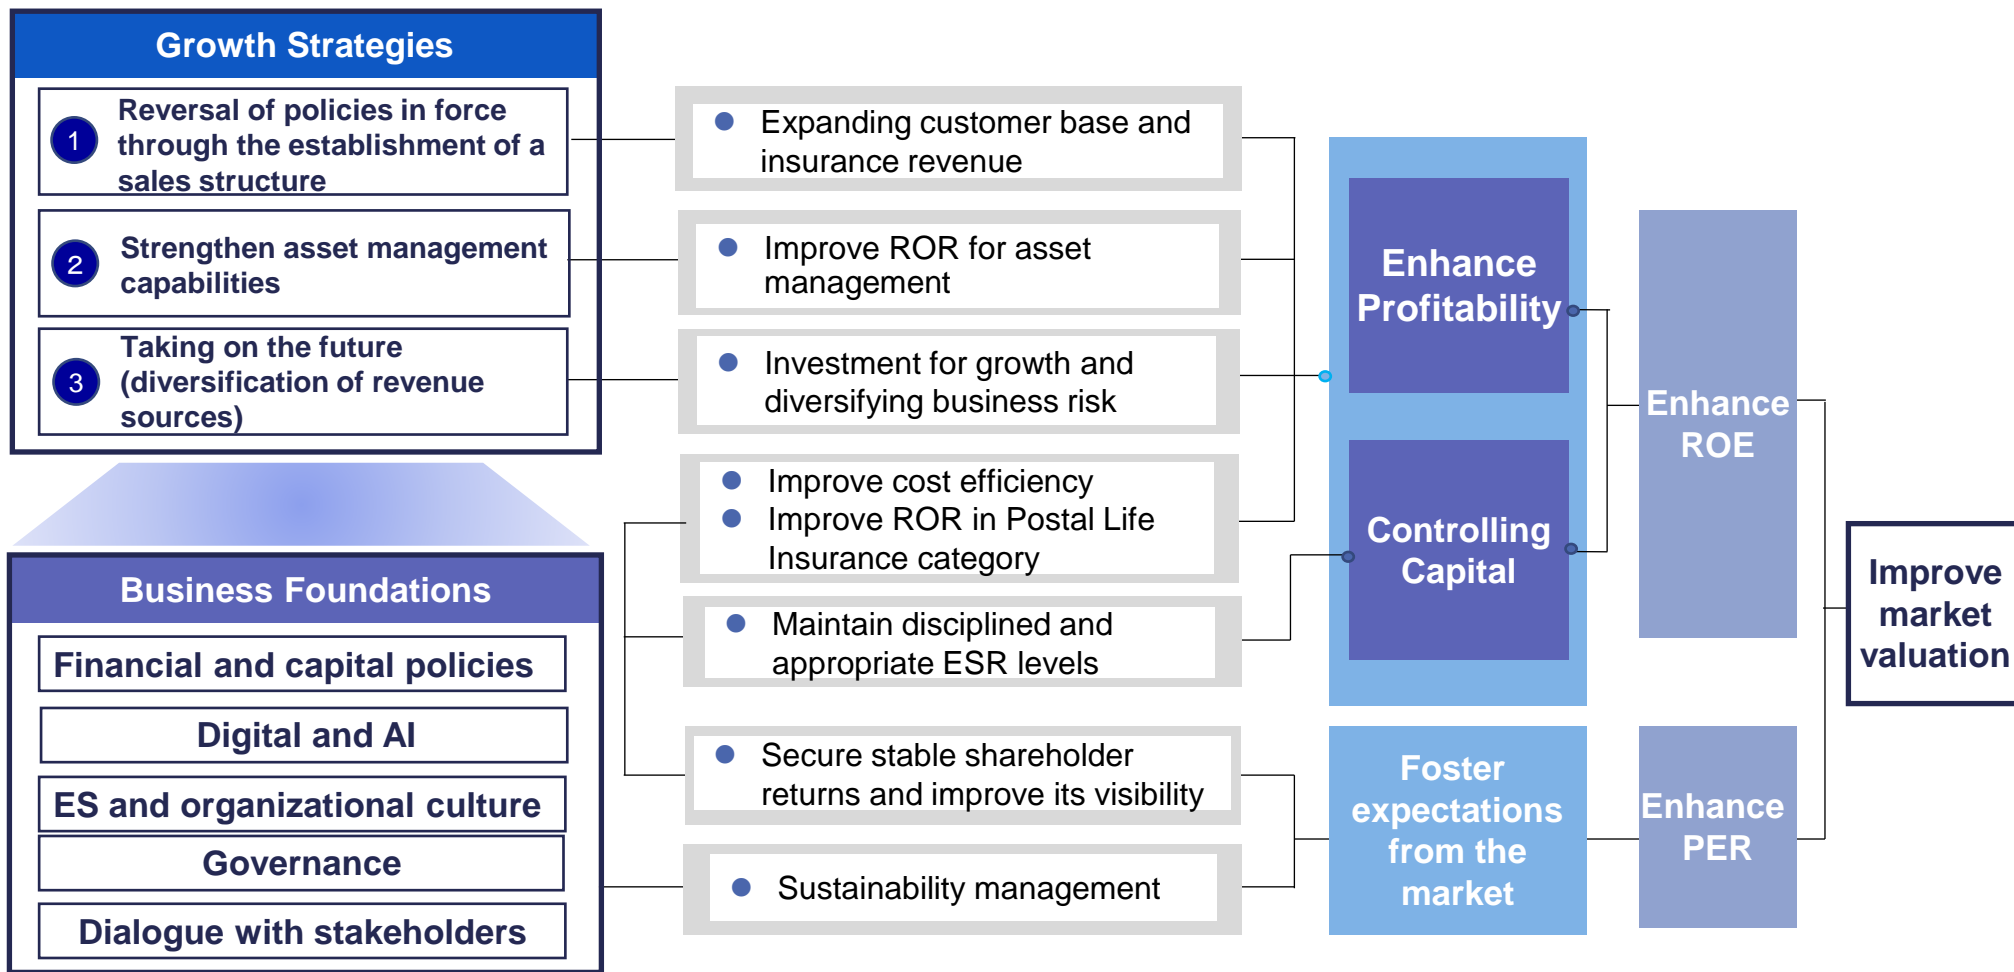 Growth Strategies
1
Reversal of policies in force
through the establishment of a
sales structure
2
Strengthen asset management
capabilities
3
Taking on the future
(diversification of revenue
sources)
Business Foundations
Financial and capital policies
Digital and AI
ES and organizational culture
Governance
Dialogue with stakeholders
Expanding customer base and
insurance revenue
Improve ROR for asset
management
Investment for growth and
diversifying business risk
Improve cost efficiency
Improve ROR in Postal Life
Insurance category
Maintain disciplined and
appropriate ESR levels
Secure stable shareholder
returns and improve its visibility
Sustainability management
Enhance
Profitability
Controlling
Capital
Foster
expectations
from the
market
Enhance
ROE
Enhance
PER
Improve
market
valuation